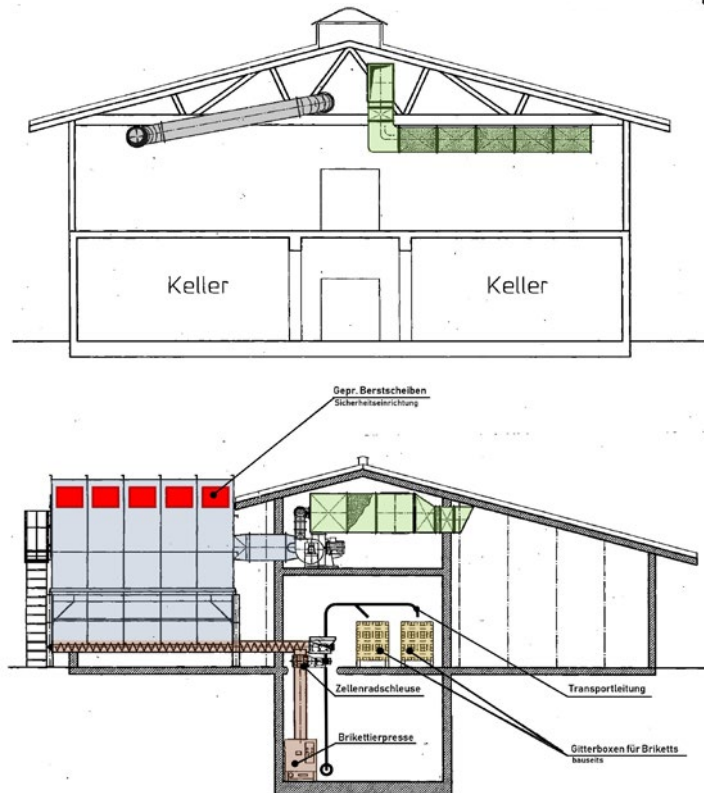 Keller
Keller
Gepr. Berstscheiben
Sicherheitseinrichtung
Zellenradschleuse
Transportleitung
Brikettierpresse
Gitterboxen für Briketts
bauseits